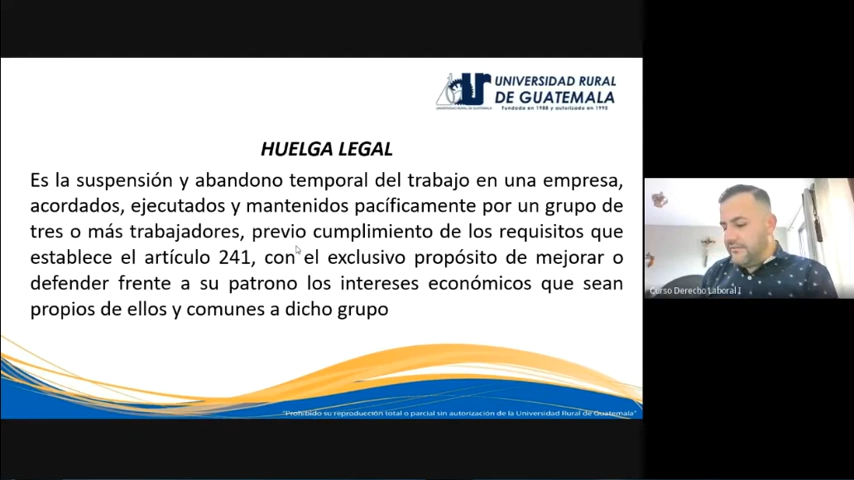 UNIVERSIDAD RURAL
DE GUATEMALA
Fundada en 1988 y autorizada en 1995
HUELGA LEGAL
Es la suspensión y abandono temporal del trabajo en una empresa,
acordados, ejecutados y mantenidos pacíficamente por un grupo de
tres o más trabajadores, previo cumplimiento de los requisitos que
establece el artículo 241, con el exclusivo propósito de mejorar o
defender frente a su patrono los intereses económicos que sean
propios de ellos y comunes a dicho grupo
"Prohibido su reproducción total o parcial sin autorización de la Universidad Rural de Guatemala"
Curso Derecho Laboral I